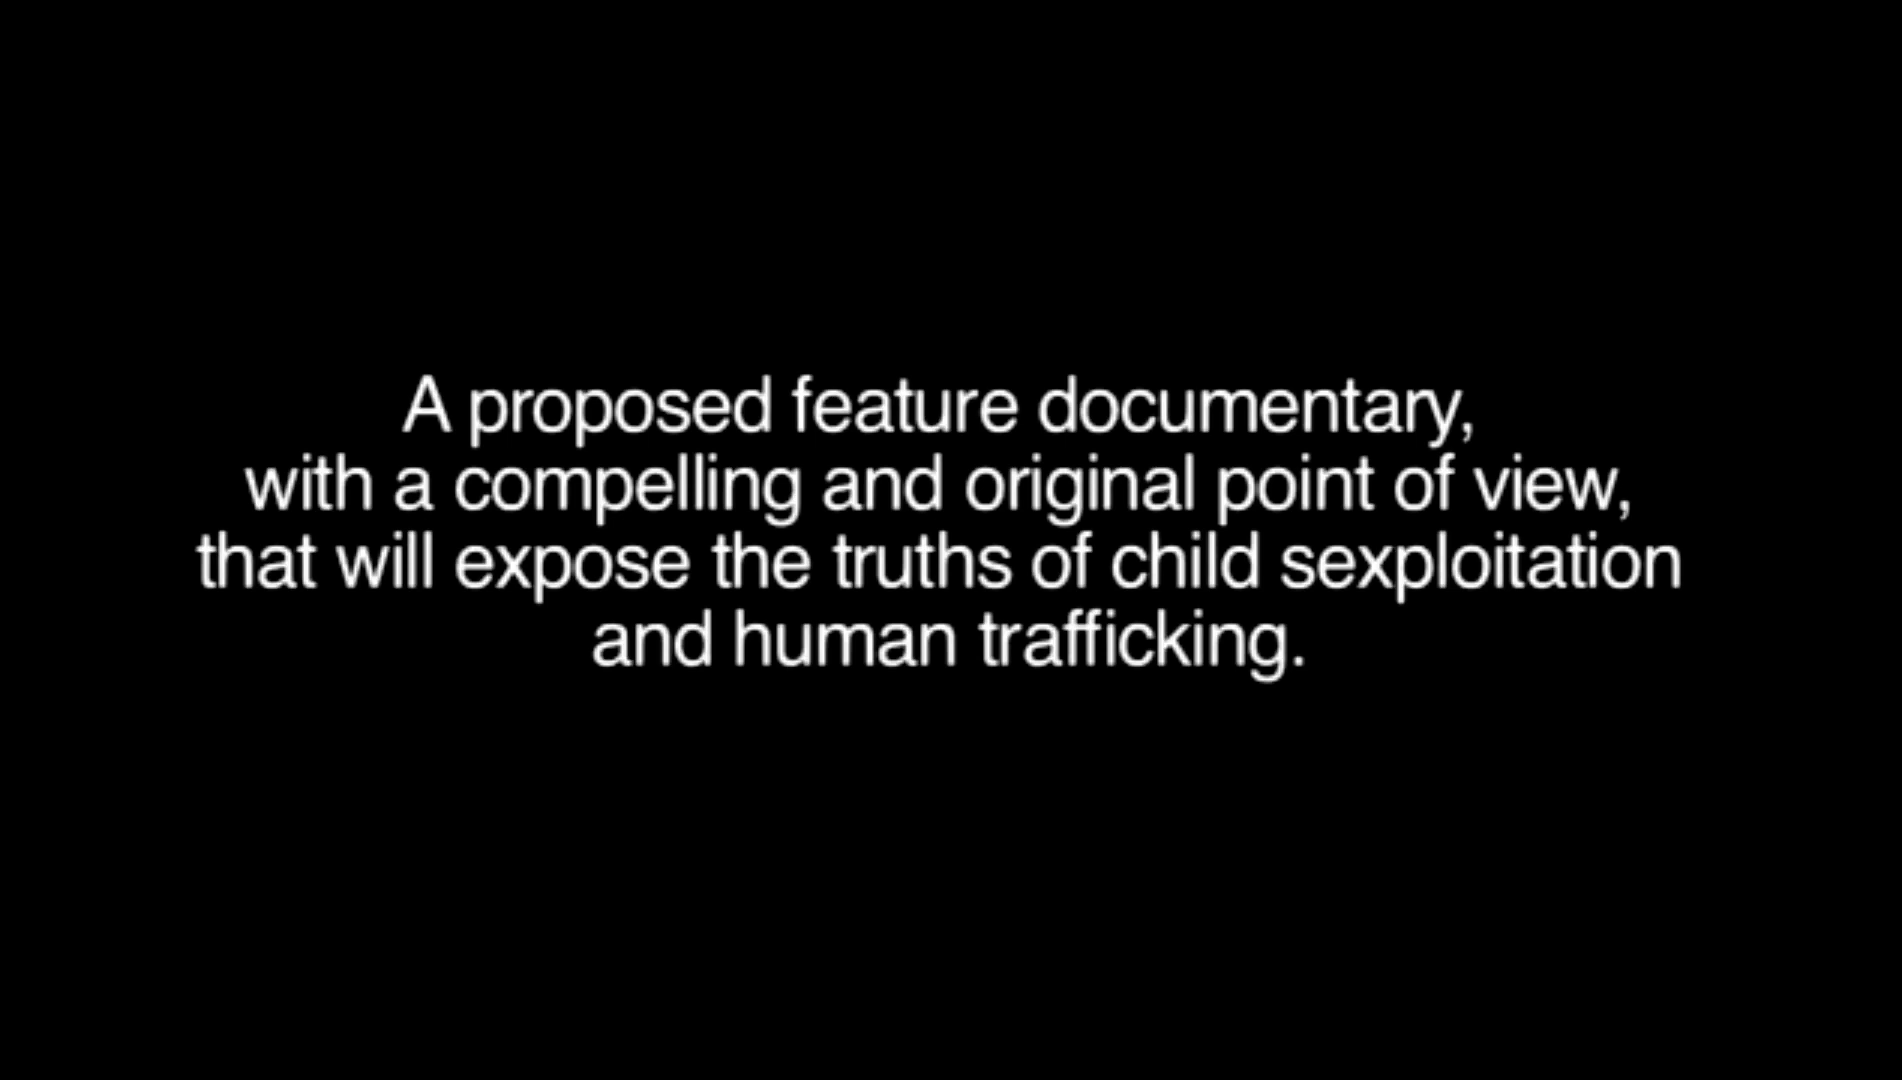 A proposed feature documentary,
with a compelling and original point of view,
that will expose the truths of child sexploitation
and human trafficking.